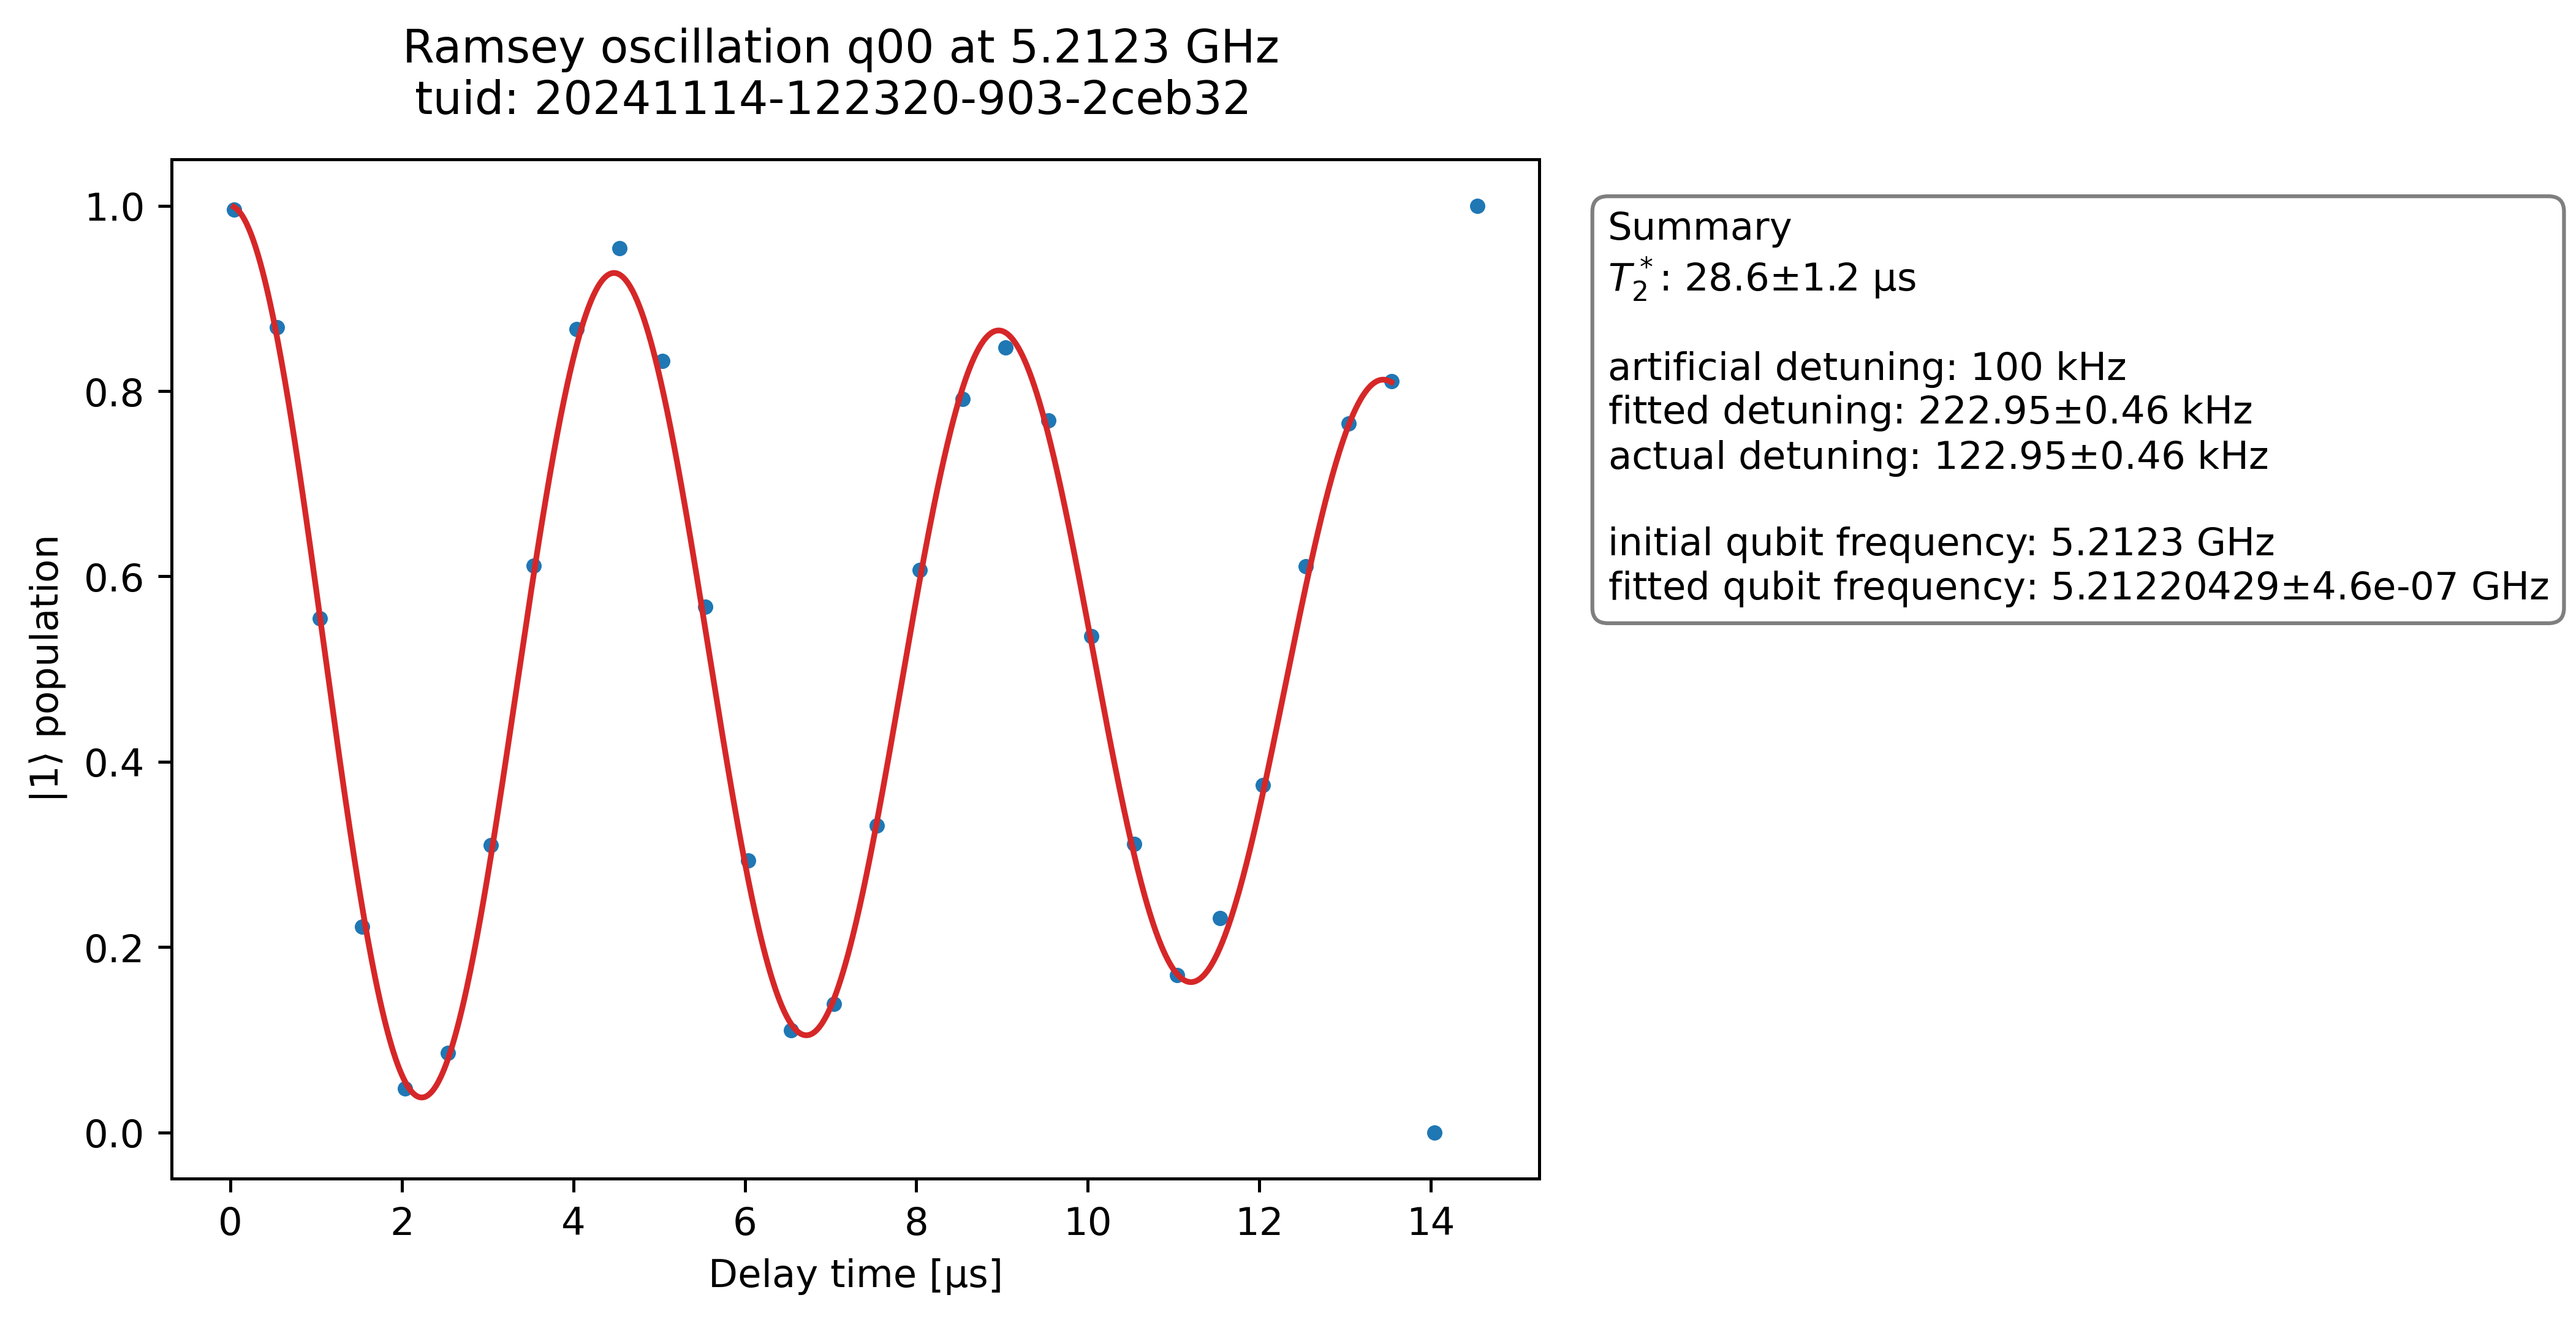 Ramsey oscillation q00 at 5.2123 GHz
tuid: 20241114-122320-903-2ceb32
|1⟩ population
1.0
0.8
0.6
0.4
0.2
0.0
0 2 4 6 8 10 12 14
Delay time [µs]
Summary
T₂*: 28.6±1.2 µs
artificial detuning: 100 kHz
fitted detuning: 222.95±0.46 kHz
actual detuning: 122.95±0.46 kHz
initial qubit frequency: 5.2123 GHz
fitted qubit frequency: 5.21220429±4.6e-07 GHz